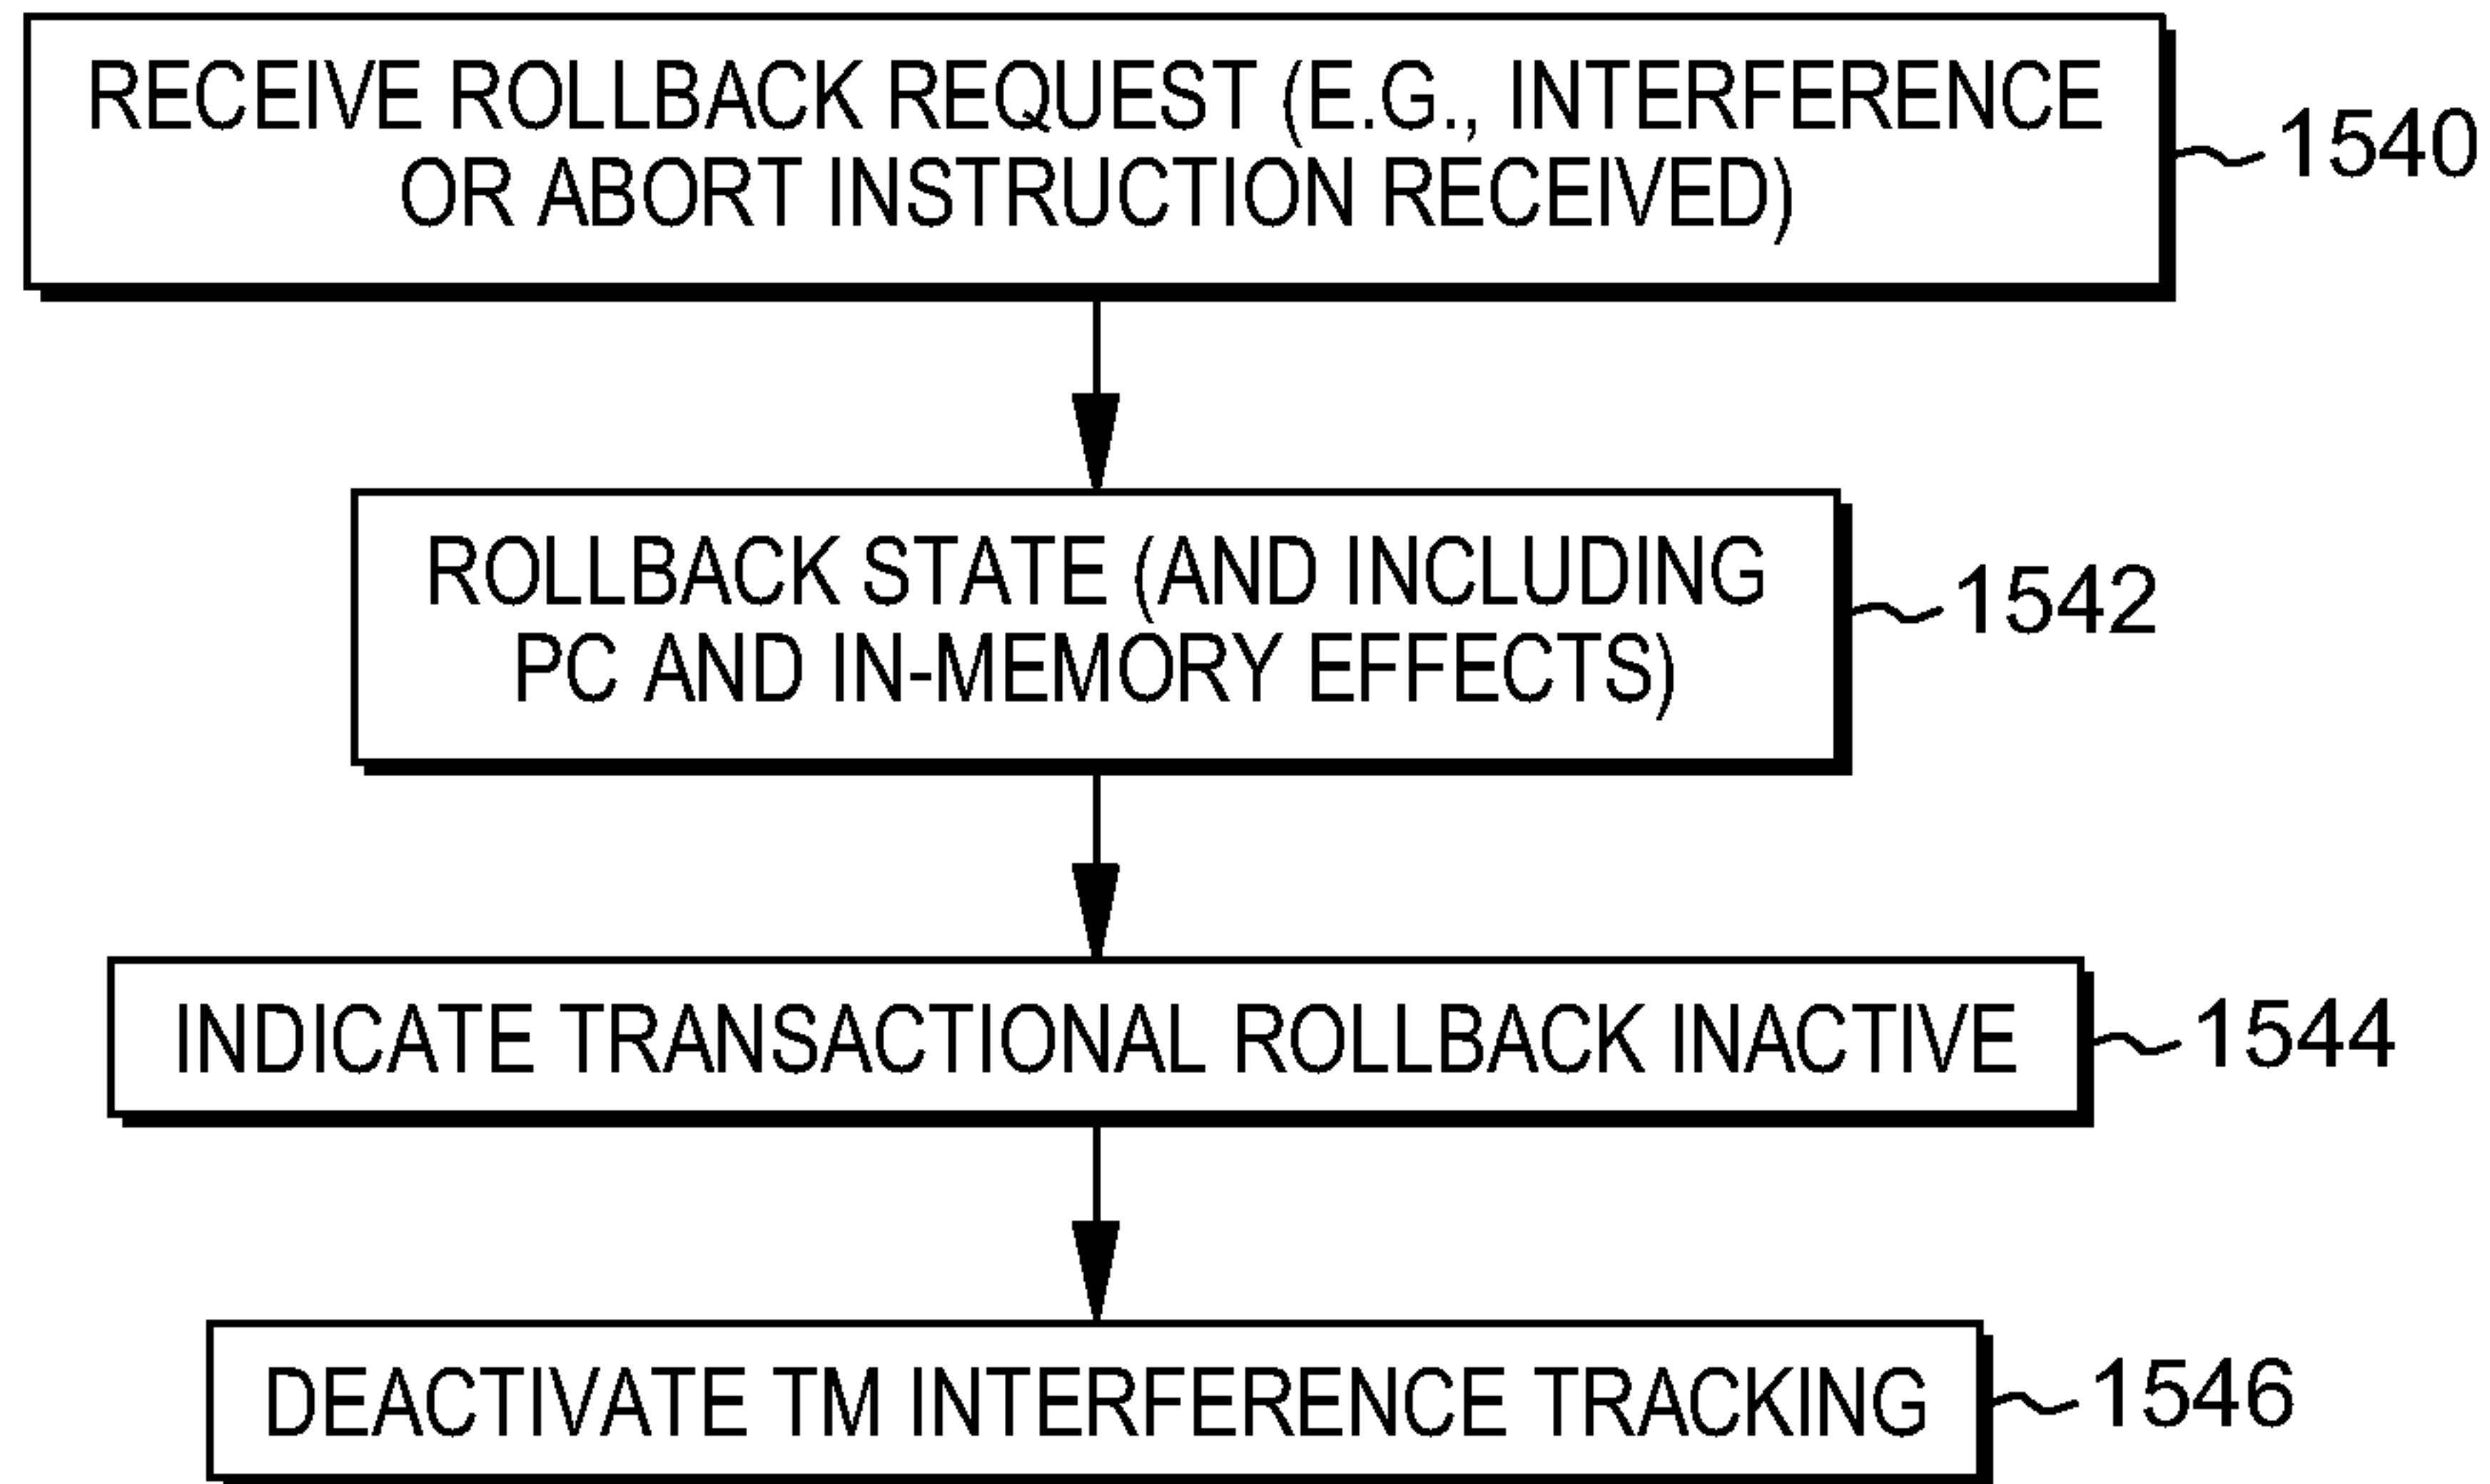 RECEIVE ROLLBACK REQUEST (E.G., INTERFERENCE
OR ABORT INSTRUCTION RECEIVED)
1540
ROLLBACK STATE (AND INCLUDING
PC AND IN-MEMORY EFFECTS)
1542
INDICATE TRANSACTIONAL ROLLBACK INACTIVE
1544
DEACTIVATE TM INTERFERENCE TRACKING
1546